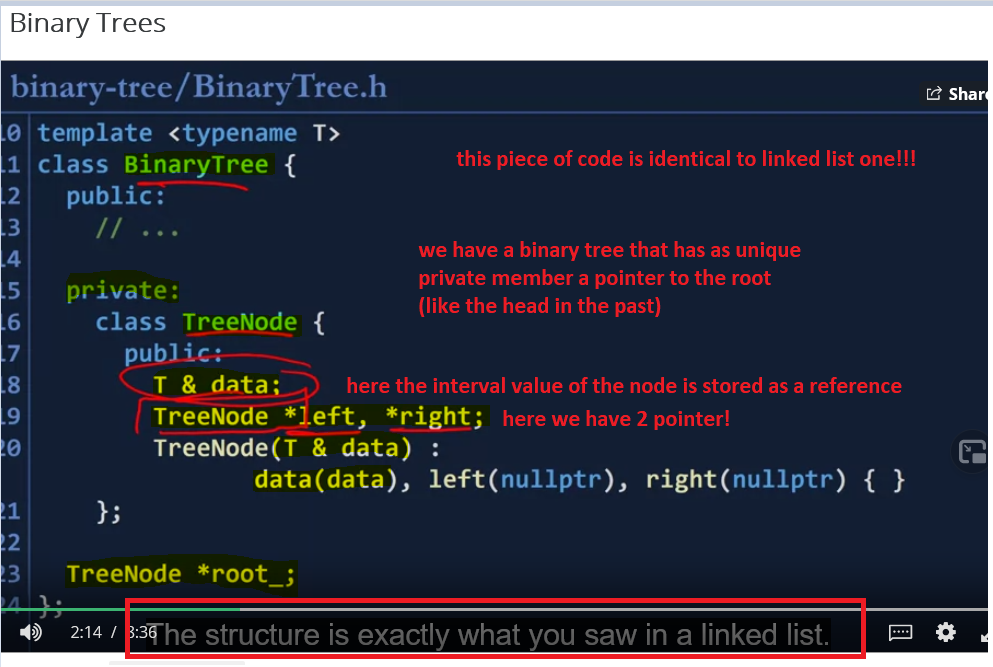 Binary Trees
binary-tree/BinaryTree.h
Share
10 template <typename T>
11 class BinaryTree {
this piece of code is identical to linked list one!!!
12 public:
13 // ...
14
we have a binary tree that has as unique
private member a pointer to the root
(like the head in the past)
15 private:
16 class TreeNode {
17 public:
18 T & data;
here the interval value of the node is stored as a reference
19 TreeNode *left, *right;
here we have 2 pointer!
20 TreeNode(T & data) :
data(data), left(nullptr), right(nullptr) { }
21 };
22
23 TreeNode *root_;
24 };
2:14 / 3:36
The structure is exactly what you saw in a linked list.